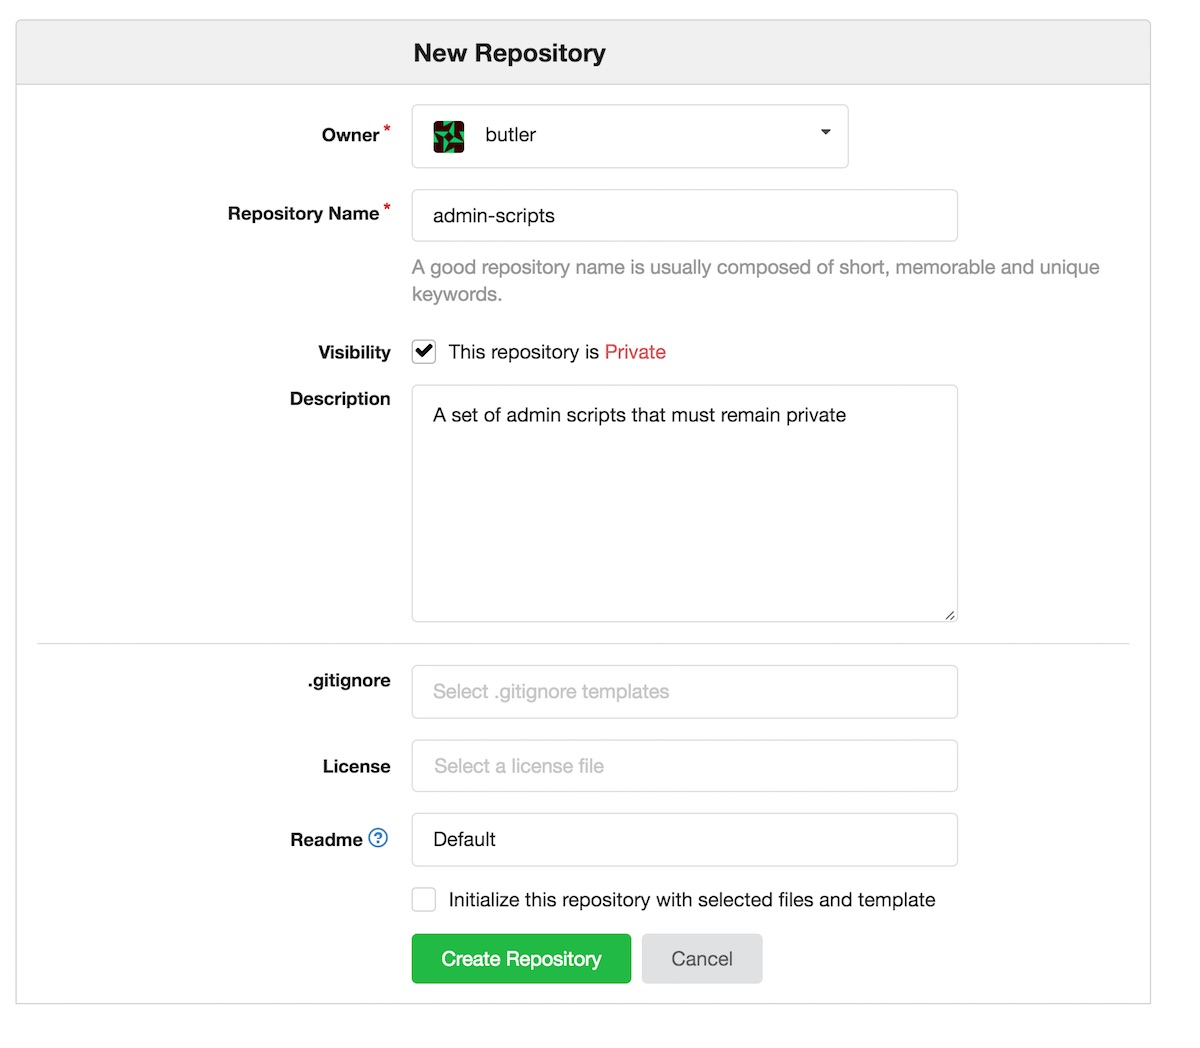 New Repository
Owner *
butler
Repository Name *
admin-scripts
A good repository name is usually composed of short, memorable and unique
keywords.
Visibility
This repository is Private
Description
A set of admin scripts that must remain private
.gitignore
Select .gitignore templates
License
Select a license file
Readme ?
Default
Initialize this repository with selected files and template
Create Repository
Cancel